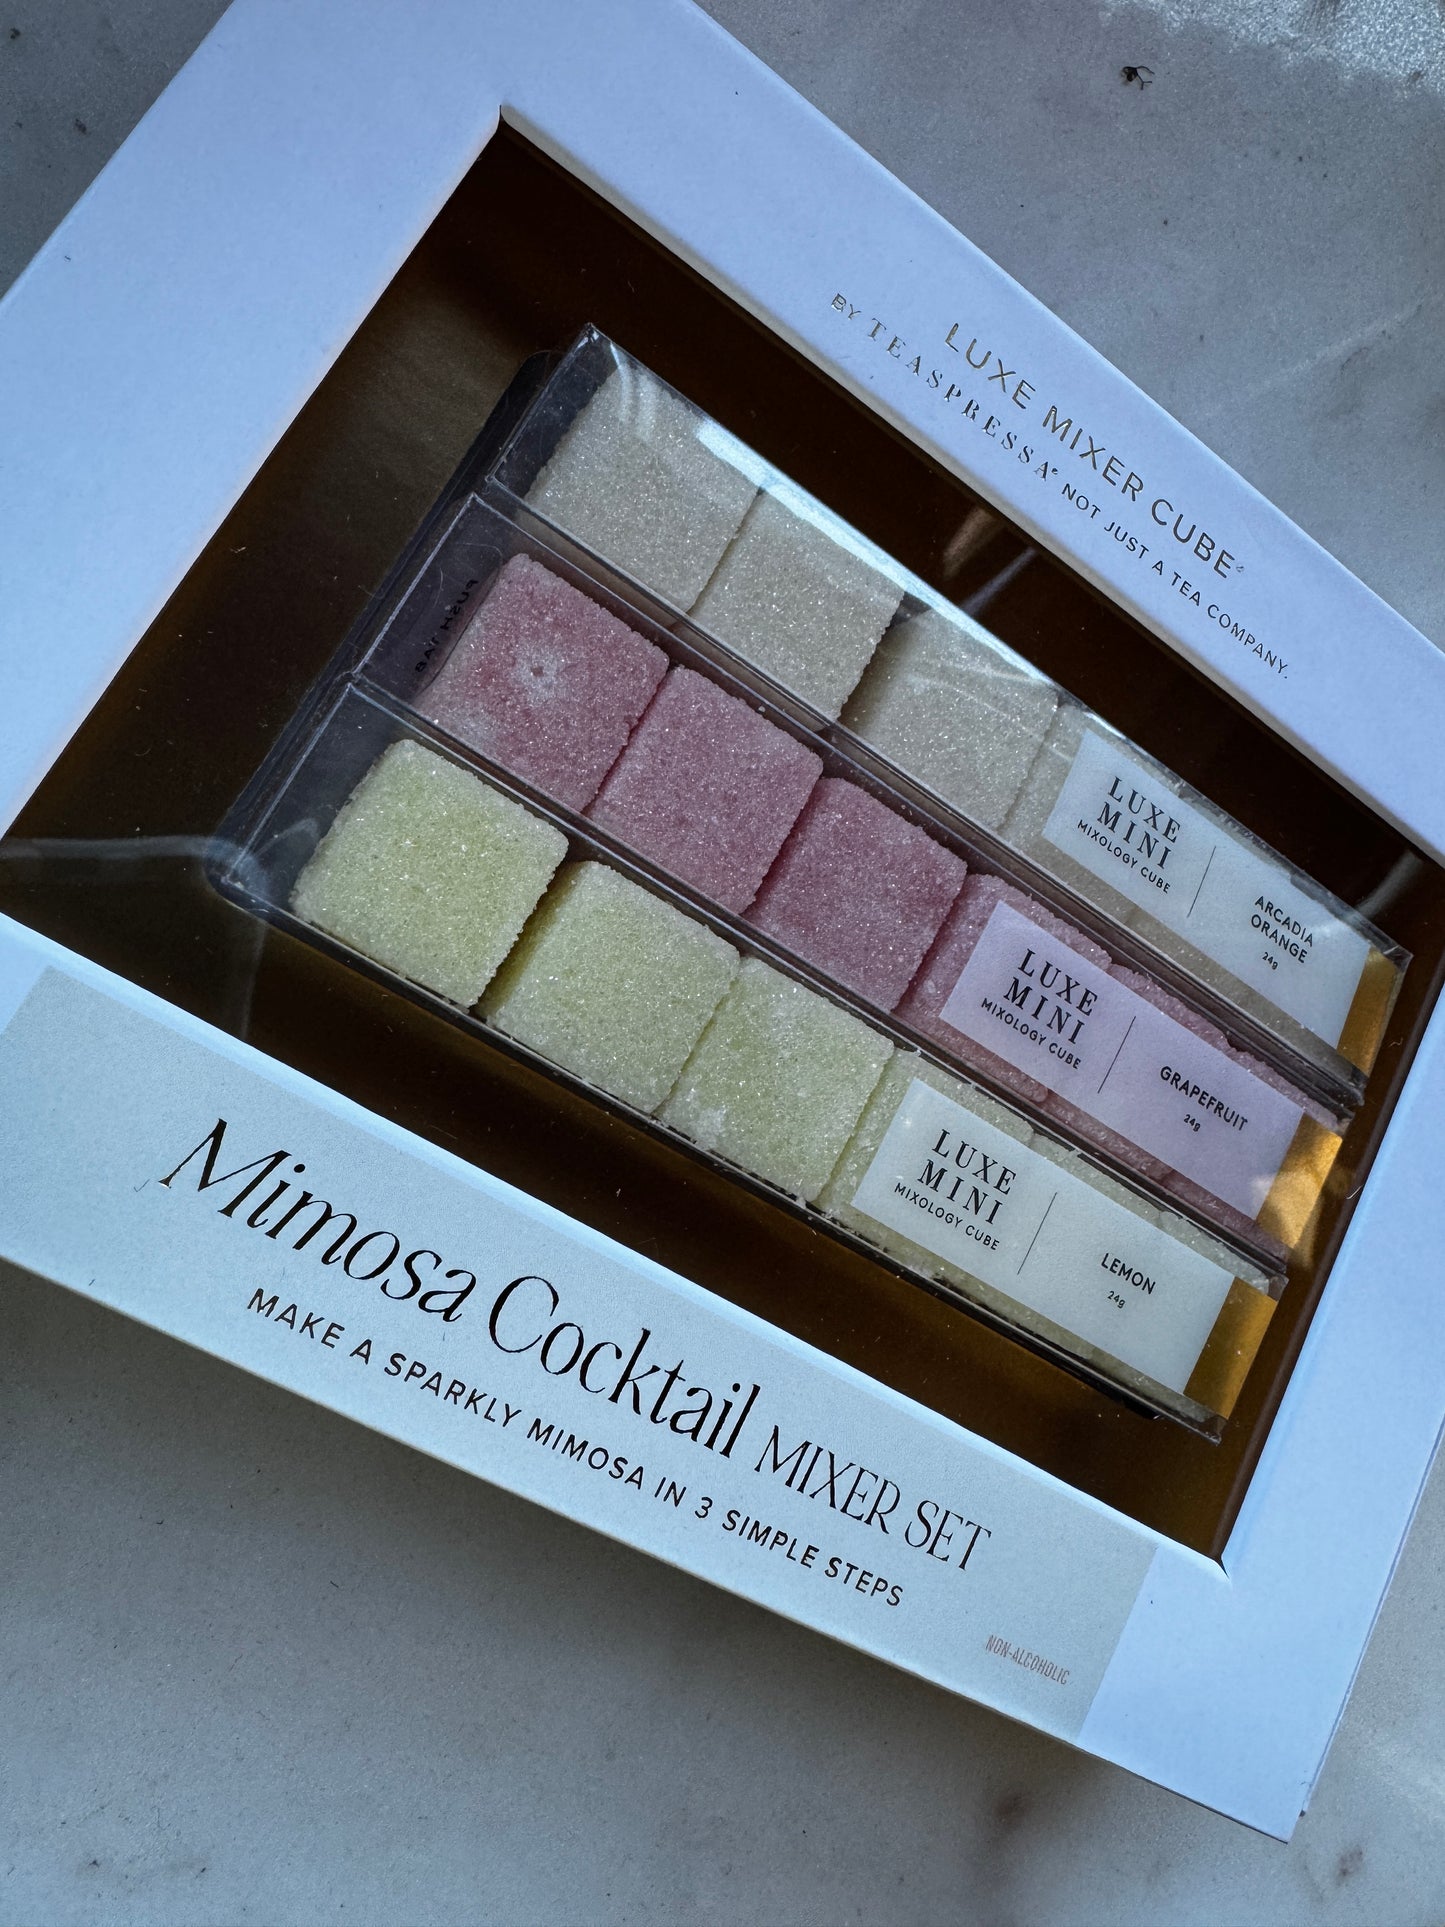 LUXE MIXER CUBE
BY TEASPRESSA® NOT JUST A TEA COMPANY.
PUSH TAB
LUXE
MINI
MIXOLOGY CUBE
ARCADIA
ORANGE
24g
LUXE
MINI
MIXOLOGY CUBE
GRAPEFRUIT
24g
LUXE
MINI
MIXOLOGY CUBE
LEMON
24g
Mimosa Cocktail MIXER SET
MAKE A SPARKLY MIMOSA IN 3 SIMPLE STEPS
NON-ALCOHOLIC